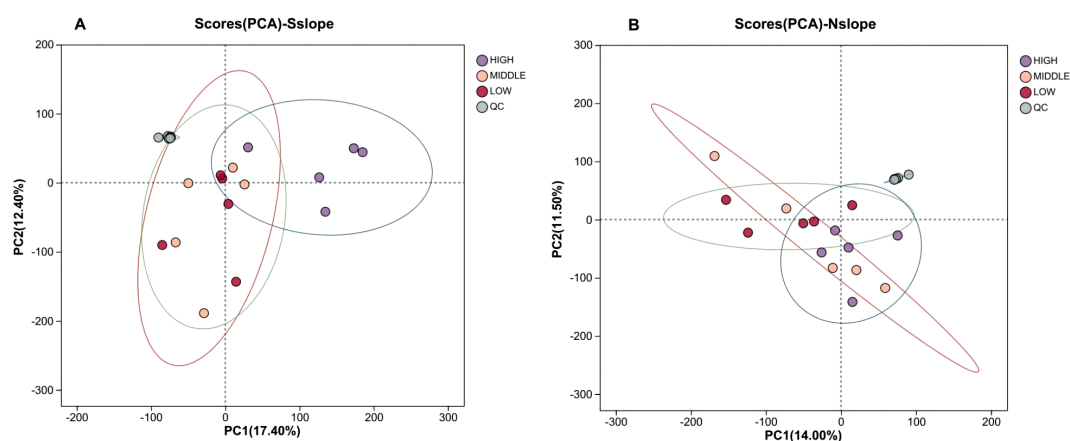 A
Scores(PCA)-Sslope
200
100
0
-100
-200
-300
-200
-100
0
100
200
300
PC2(12.40%)
PC1(17.40%)
HIGH
MIDDLE
LOW
QC
B
Scores(PCA)-Nslope
300
200
100
0
-100
-200
-300
-300
-200
-100
0
100
200
PC2(11.50%)
PC1(14.00%)
HIGH
MIDDLE
LOW
QC